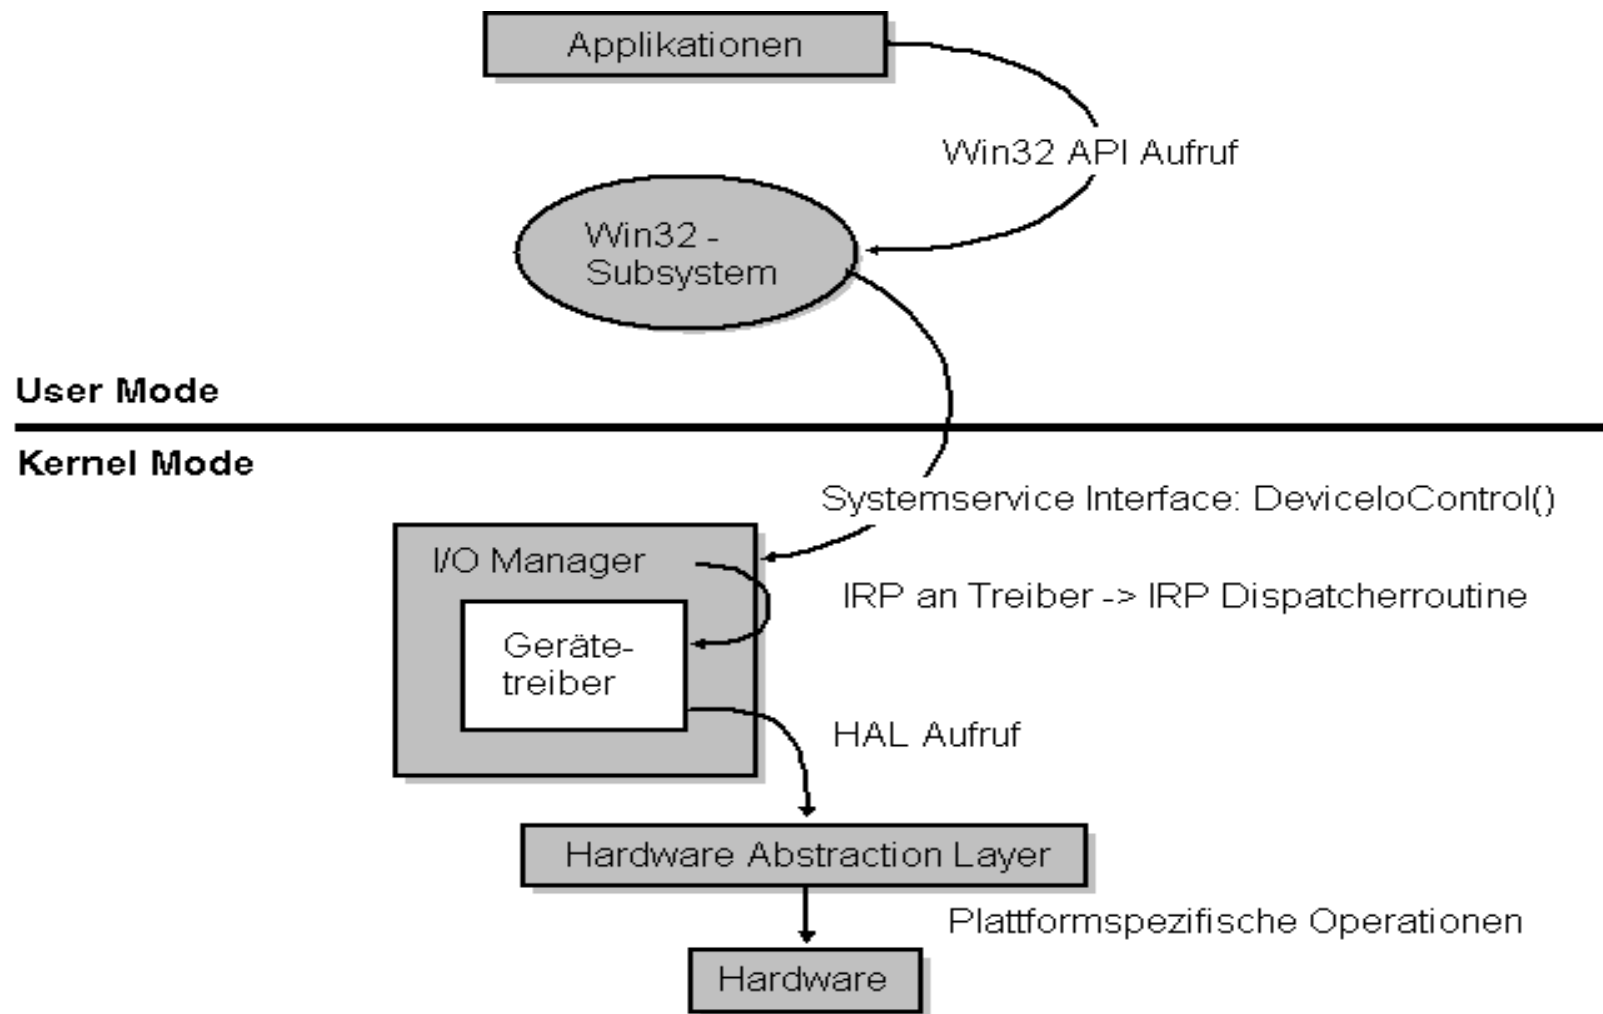 Applikationen
Win32 API Aufruf
Win32 -
Subsystem
User Mode
Kernel Mode
Systemservice Interface: DeviceIoControl()
I/O Manager
IRP an Treiber -> IRP Dispatcherroutine
Geräte-
treiber
HAL Aufruf
Hardware Abstraction Layer
Plattformspezifische Operationen
Hardware